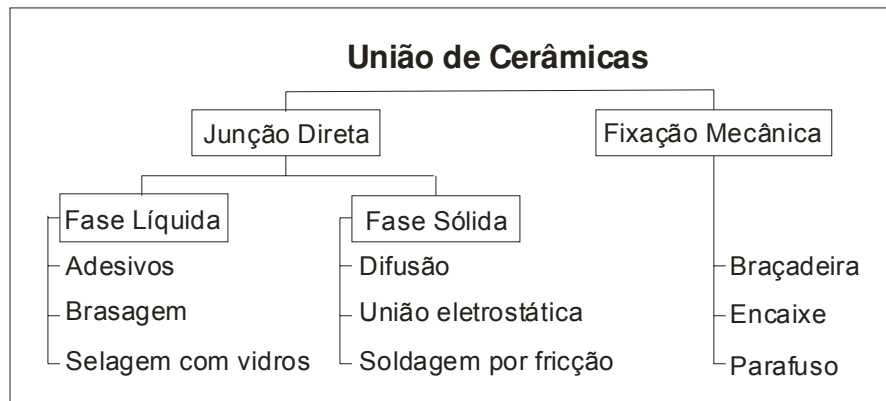 União de Cerâmicas
Junção Direta
Fixação Mecânica
Fase Líquida
Fase Sólida
Adesivos
Difusão
Braçadeira
Brasagem
União eletrostática
Encaixe
Selagem com vidros
Soldagem por fricção
Parafuso